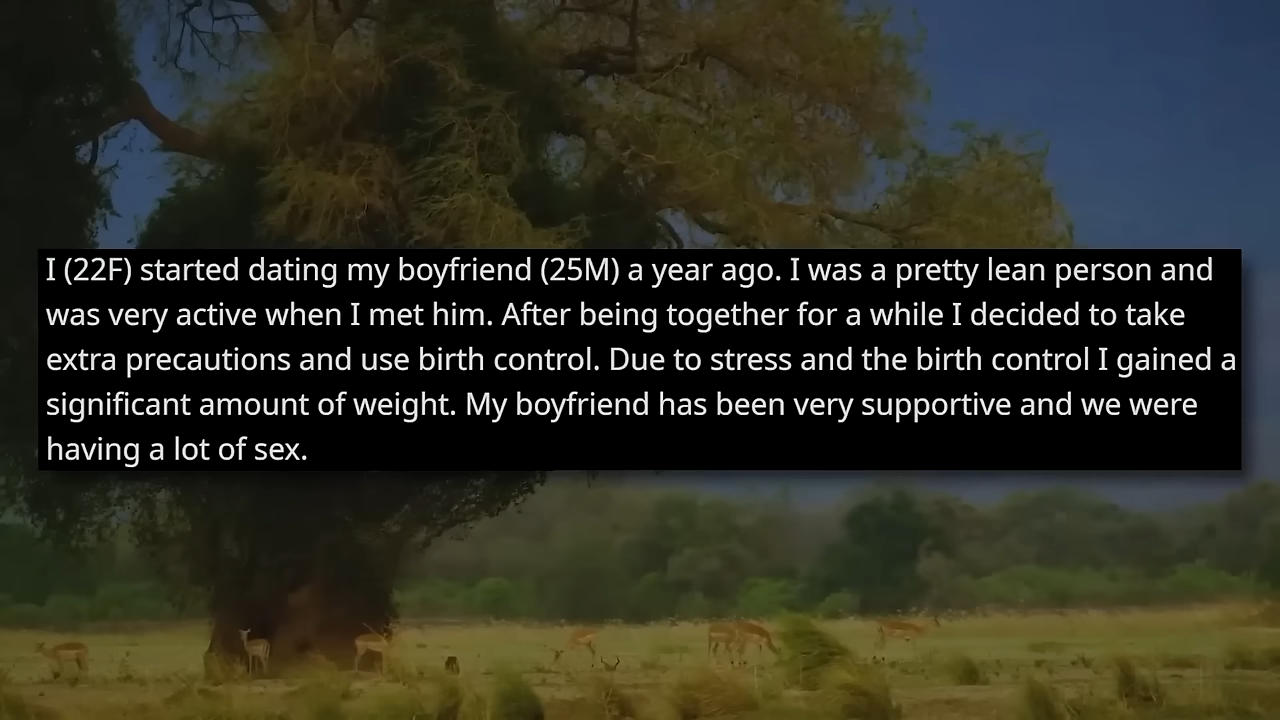 I (22F) started dating my boyfriend (25M) a year ago. I was a pretty lean person and
was very active when I met him. After being together for a while I decided to take
extra precautions and use birth control. Due to stress and the birth control I gained a
significant amount of weight. My boyfriend has been very supportive and we were
having a lot of sex.